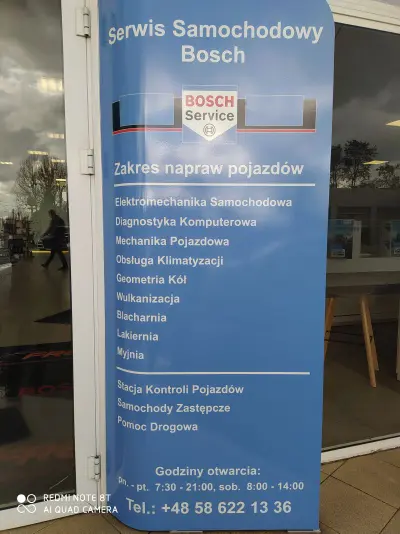 Serwis Samochodowy
Bosch
BOSCH
Service
Zakres napraw pojazdów
Elektromechanika Samochodowa
Diagnostyka Komputerowa
Mechanika Pojazdowa
Obsługa Klimatyzacji
Geometria Kół
Wulkanizacja
Blacharnia
Lakiernia
Myjnia
Stacja Kontroli Pojazdów
Samochody Zastępcze
Pomoc Drogowa
Godziny otwarcia:
pn. - pt. 7:30 - 21:00, sob. 8:00 - 14:00
Tel.: +48 58 622 13 36
REDMI NOTE 8T
AI QUAD CAMERA